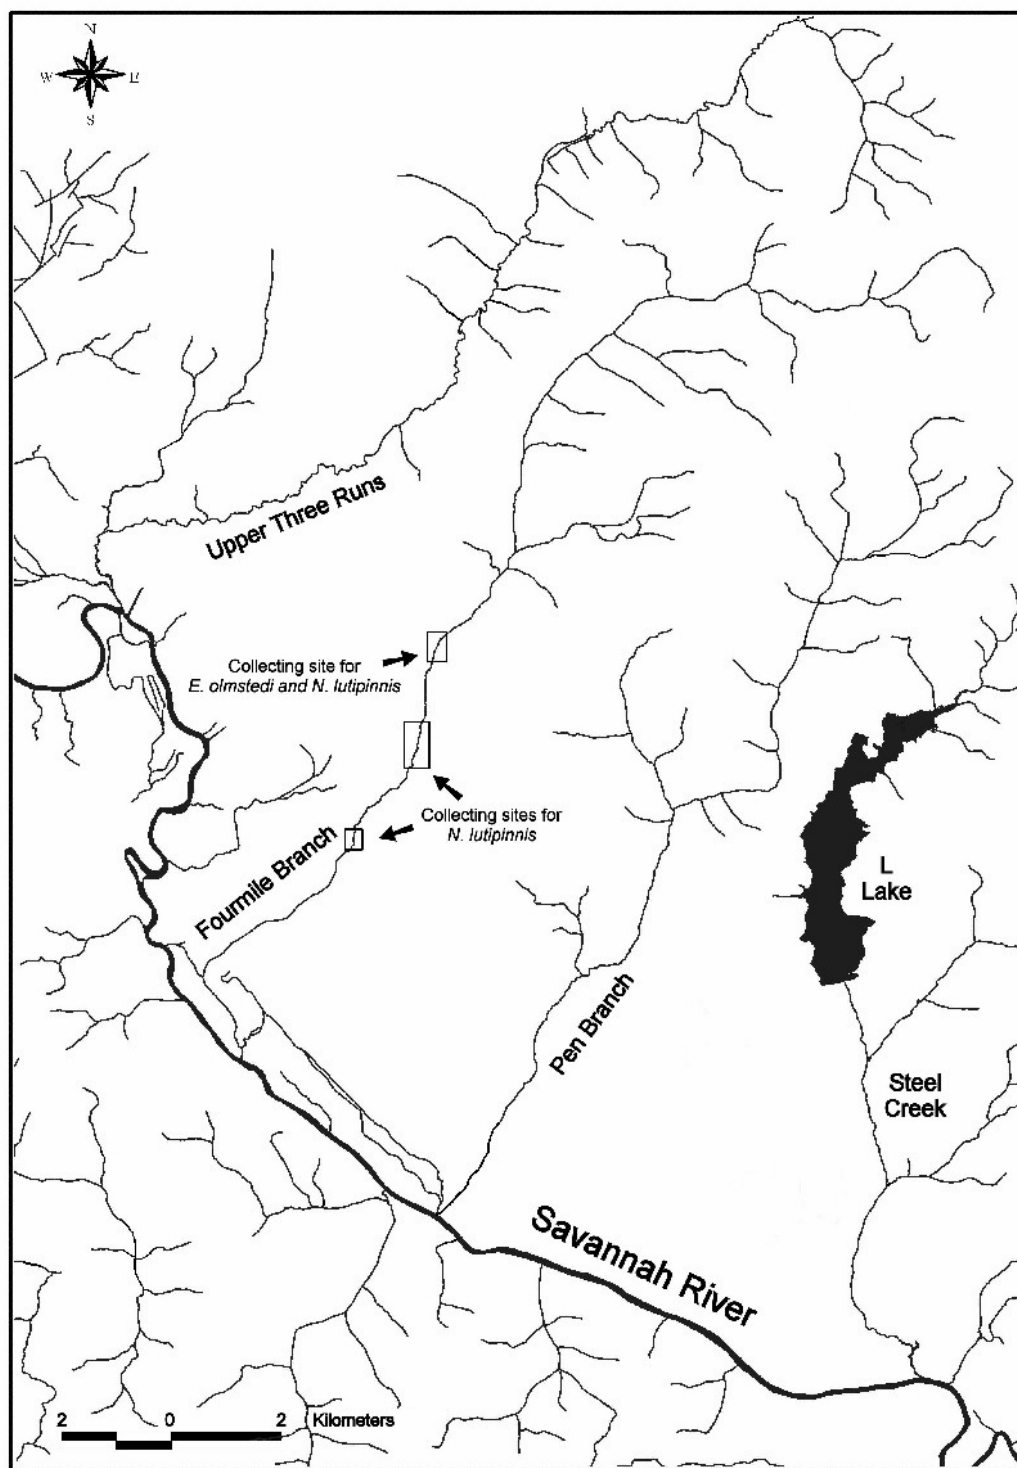 N
W E
S
Upper Three Runs
Collecting site for
E. olmstedi and N. lutipinnis
Collecting sites for
N. lutipinnis
Fourmile Branch
L
Lake
Pen Branch
Steel
Creek
Savannah River
2 0 2 Kilometers